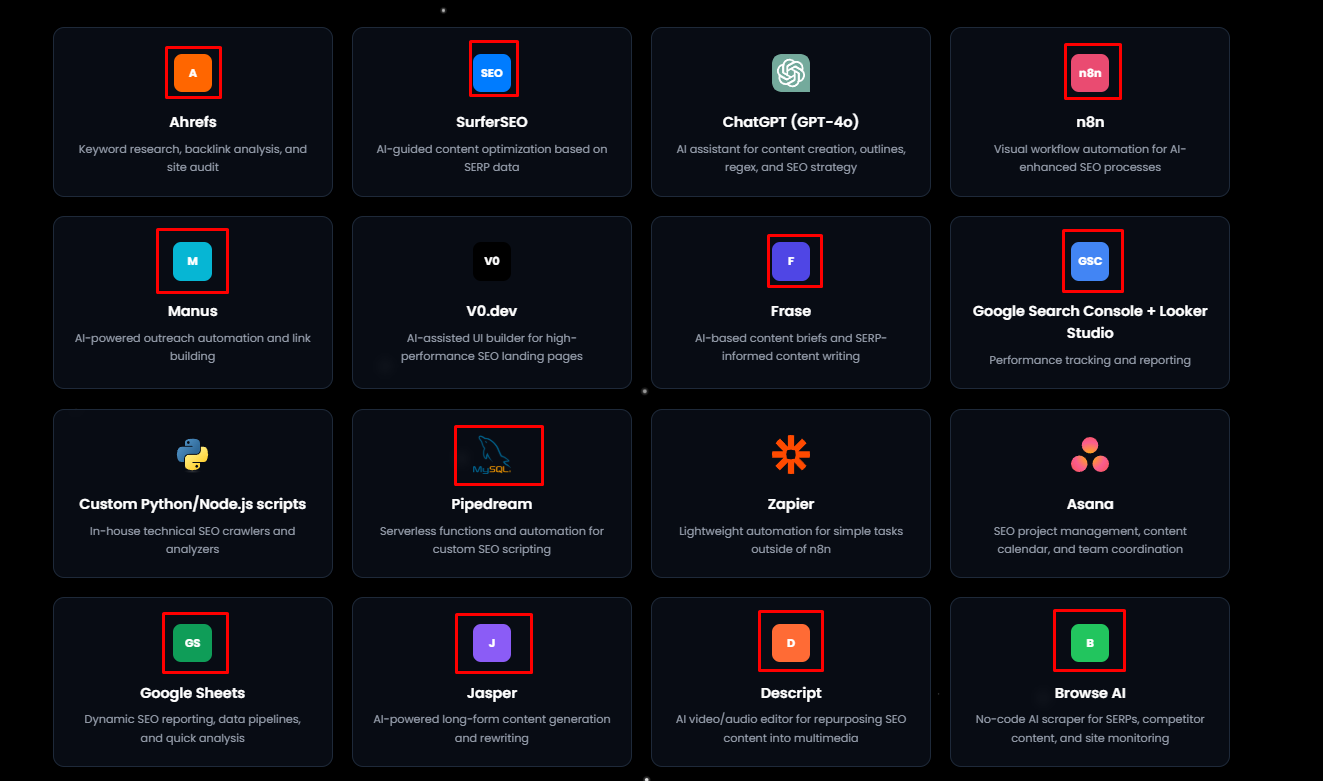 A
Ahrefs
Keyword research, backlink analysis, and
site audit
SEO
SurferSEO
AI-guided content optimization based on
SERP data
ChatGPT (GPT-4o)
AI assistant for content creation, outlines,
regex, and SEO strategy
n8n
n8n
Visual workflow automation for AI-
enhanced SEO processes
M
Manus
AI-powered outreach automation and link
building
V0
V0.dev
AI-assisted UI builder for high-
performance SEO landing pages
F
Frase
AI-based content briefs and SERP-
informed content writing
GSC
Google Search Console + Looker
Studio
Performance tracking and reporting
Custom Python/Node.js scripts
In-house technical SEO crawlers and
analyzers
MySQL
Pipedream
Serverless functions and automation for
custom SEO scripting
Zapier
Lightweight automation for simple tasks
outside of n8n
Asana
SEO project management, content
calendar, and team coordination
GS
Google Sheets
Dynamic SEO reporting, data pipelines,
and quick analysis
J
Jasper
AI-powered long-form content generation
and rewriting
D
Descript
AI video/audio editor for repurposing SEO
content into multimedia
B
Browse AI
No-code AI scraper for SERPs, competitor
content, and site monitoring